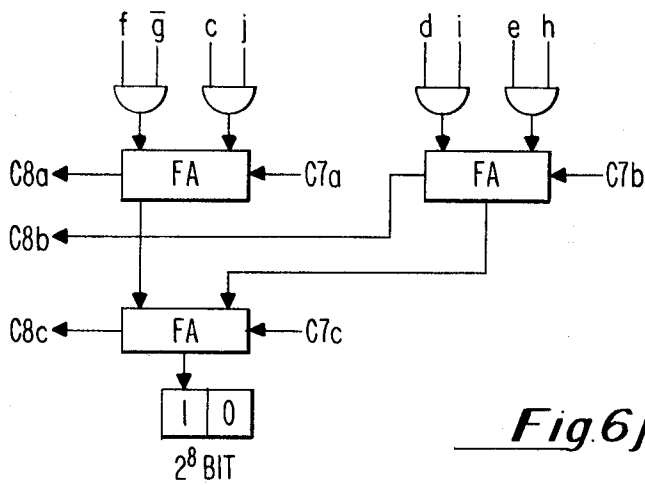 f g̅ c j d i e h
C8a FA C7a FA C7b
C8b
C8c FA C7c
1 0
2⁸ BIT
Fig.6j